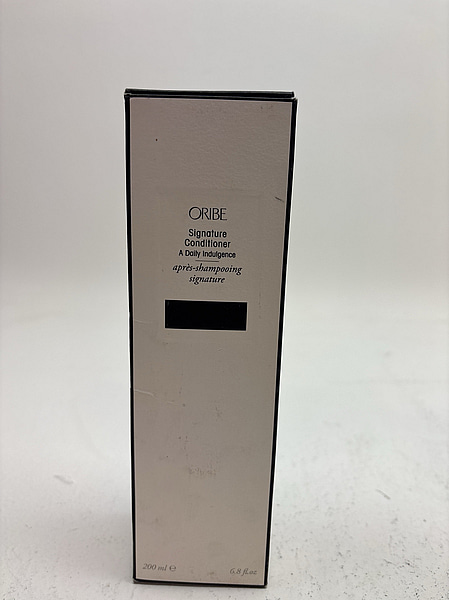 ORIBE
Signature
Conditioner
A Daily Indulgence
après-shampooing
signature
200 ml ℮
6.8 fl.oz